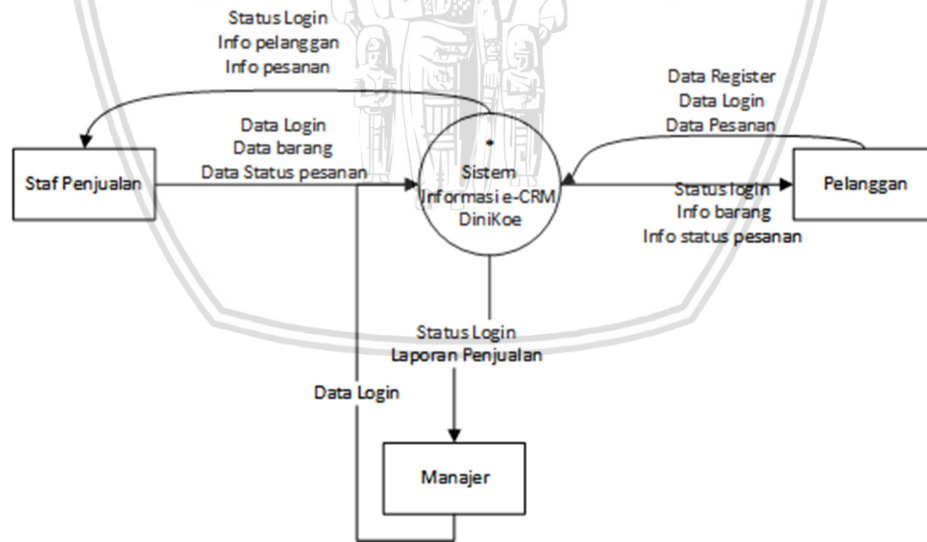 Status Login
Info pelanggan
Info pesanan
Data Register
Data Login
Data Pesanan
Data Login
Data barang
Data Status pesanan
Staf Penjualan
*
Sistem
Informasi e-CRM
DiniKoe
Pelanggan
Status login
Info barang
Info status pesanan
Status Login
Laporan Penjualan
Data Login
Manajer